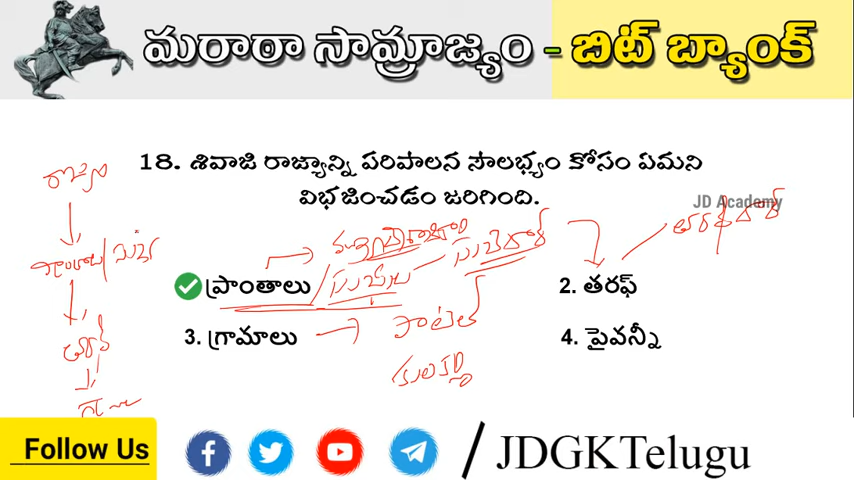 మరాఠా సామ్రాజ్యం - బిట్ బ్యాంక్
18. శివాజి రాజ్యాన్ని పరిపాలన సౌలభ్యం కోసం ఏమని
విభజించడం జరిగింది.
JD Academy
రాజ్యం
ప్రాంతాలు
సుబేదార్
తరఫ్
ప్రాంతాలు
2. తరఫ్
3. గ్రామాలు
4. పైవన్నీ
Follow Us
/JDGKTelugu